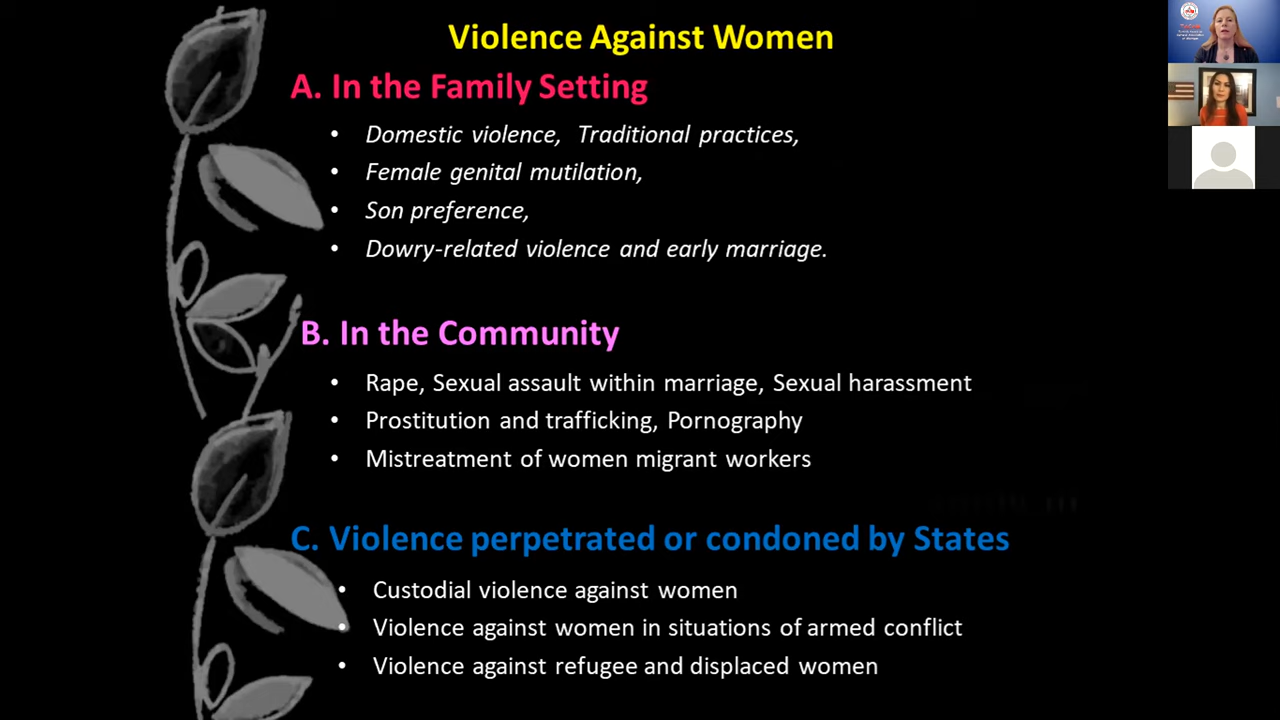 Violence Against Women
A. In the Family Setting
• Domestic violence, Traditional practices,
• Female genital mutilation,
• Son preference,
• Dowry-related violence and early marriage.
B. In the Community
• Rape, Sexual assault within marriage, Sexual harassment
• Prostitution and trafficking, Pornography
• Mistreatment of women migrant workers
C. Violence perpetrated or condoned by States
• Custodial violence against women
• Violence against women in situations of armed conflict
• Violence against refugee and displaced women